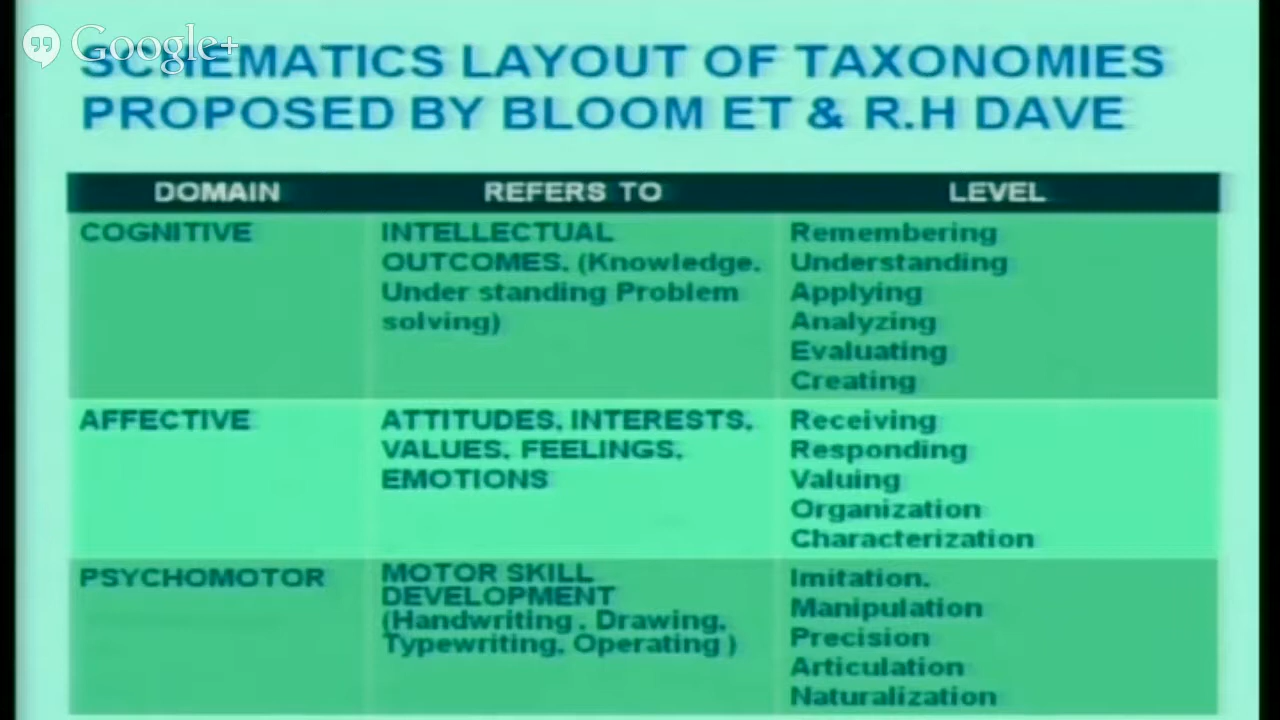 Google+
SCHEMATICS LAYOUT OF TAXONOMIES
PROPOSED BY BLOOM ET & R.H DAVE
DOMAIN REFERS TO LEVEL
COGNITIVE INTELLECTUAL Remembering
OUTCOMES. (Knowledge. Understanding
Under standing Problem Applying
solving) Analyzing
Evaluating
Creating
AFFECTIVE ATTITUDES, INTERESTS, Receiving
VALUES, FEELINGS, Responding
EMOTIONS Valuing
Organization
Characterization
PSYCHOMOTOR MOTOR SKILL Imitation.
DEVELOPMENT Manipulation
(Handwriting , Drawing, Precision
Typewriting, Operating ) Articulation
Naturalization